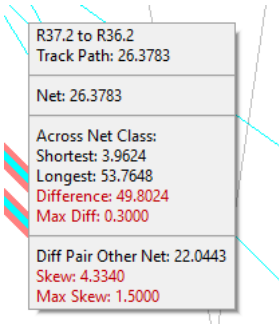 R37.2 to R36.2
Track Path: 26.3783
Net: 26.3783
Across Net Class:
Shortest: 3.9624
Longest: 53.7648
Difference: 49.8024
Max Diff: 0.3000
Diff Pair Other Net: 22.0443
Skew: 4.3340
Max Skew: 1.5000